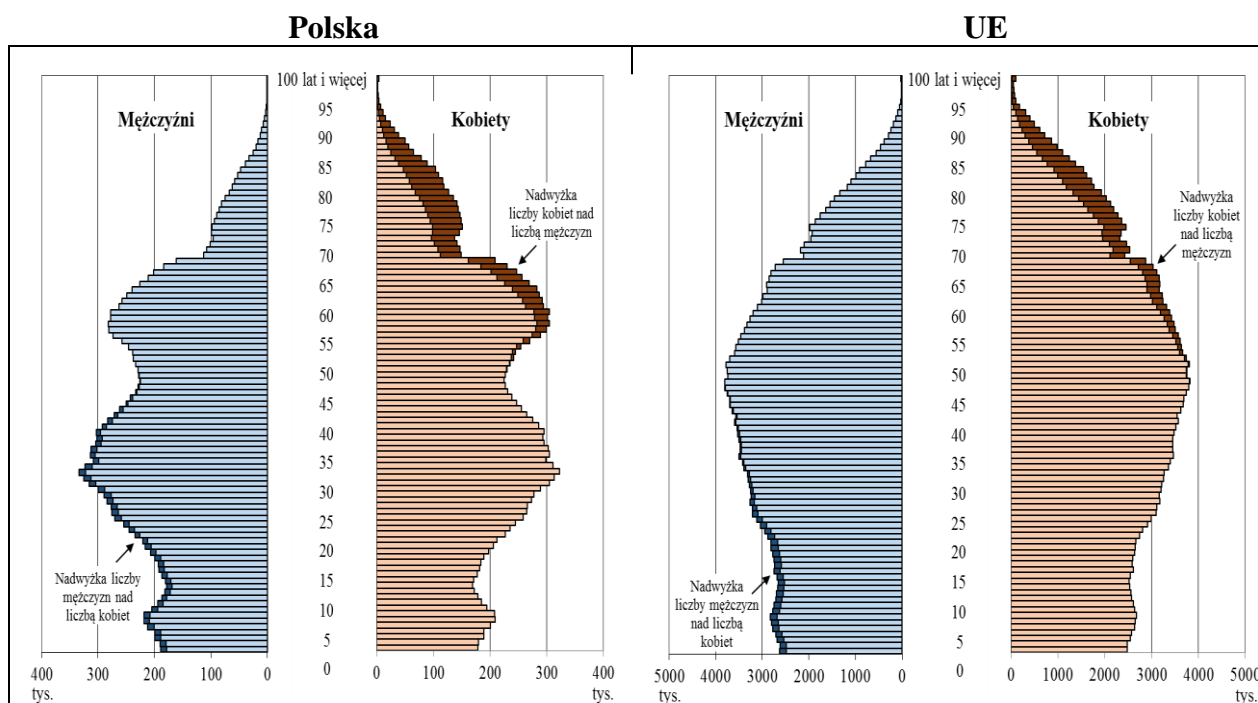 Polska
UE
100 lat i więcej
95
90
85
80
75
70
65
60
55
50
45
40
35
30
25
20
15
10
5
0
Mężczyźni
Kobiety
Nadwyżka
liczby kobiet nad
liczbą mężczyzn
Nadwyżka liczby
mężczyzn nad
liczbą kobiet
400 300 200 100 0
tys.
0 100 200 300 400
tys.
100 lat i więcej
95
90
85
80
75
70
65
60
55
50
45
40
35
30
25
20
15
10
5
0
Mężczyźni
Kobiety
Nadwyżka
liczby kobiet
nad liczbą
mężczyzn
Nadwyżka
liczby mężczyzn
nad liczbą
kobiet
5000 4000 3000 2000 1000 0
tys.
0 1000 2000 3000 4000 5000
tys.